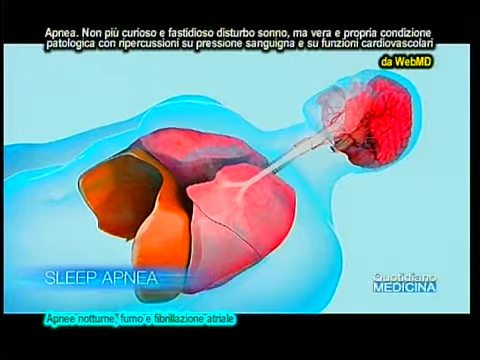 Apnea. Non più curioso e fastidioso disturbo sonno, ma vera e propria condizione
patologica con ripercussioni su pressione sanguigna e su funzioni cardiovascolari
da WebMD
SLEEP APNEA
Quotidiano
MEDICINA
Apnee notturne, fumo e fibrillazione atriale